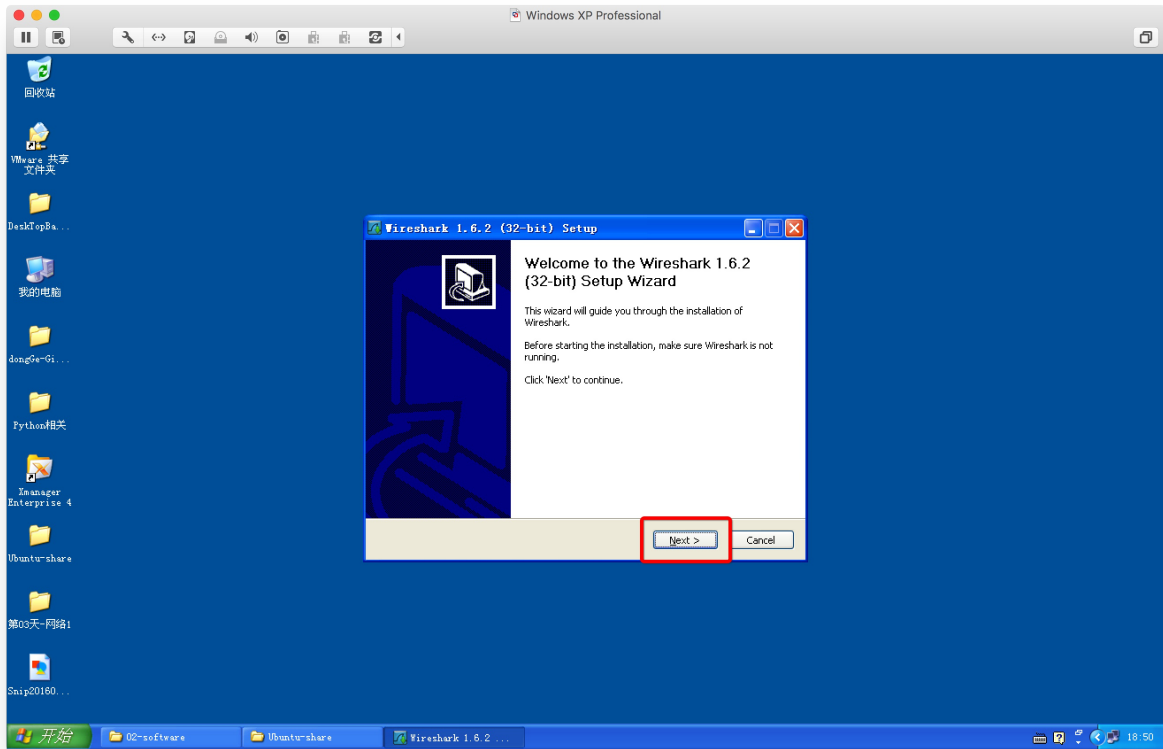 Windows XP Professional
回收站
VMware 共享
文件夹
DeskTopBa...
我的电脑
dongGe-Gi...
Python相关
Xmanager
Enterprise 4
Ubuntu-share
第03天-网络1
Snip20160...
Wireshark 1.6.2 (32-bit) Setup
Welcome to the Wireshark 1.6.2
(32-bit) Setup Wizard
This wizard will guide you through the installation of
Wireshark.
Before starting the installation, make sure Wireshark is not
running.
Click 'Next' to continue.
Next >
Cancel
开始
02-software
Ubuntu-share
Wireshark 1.6.2 ...
18:50